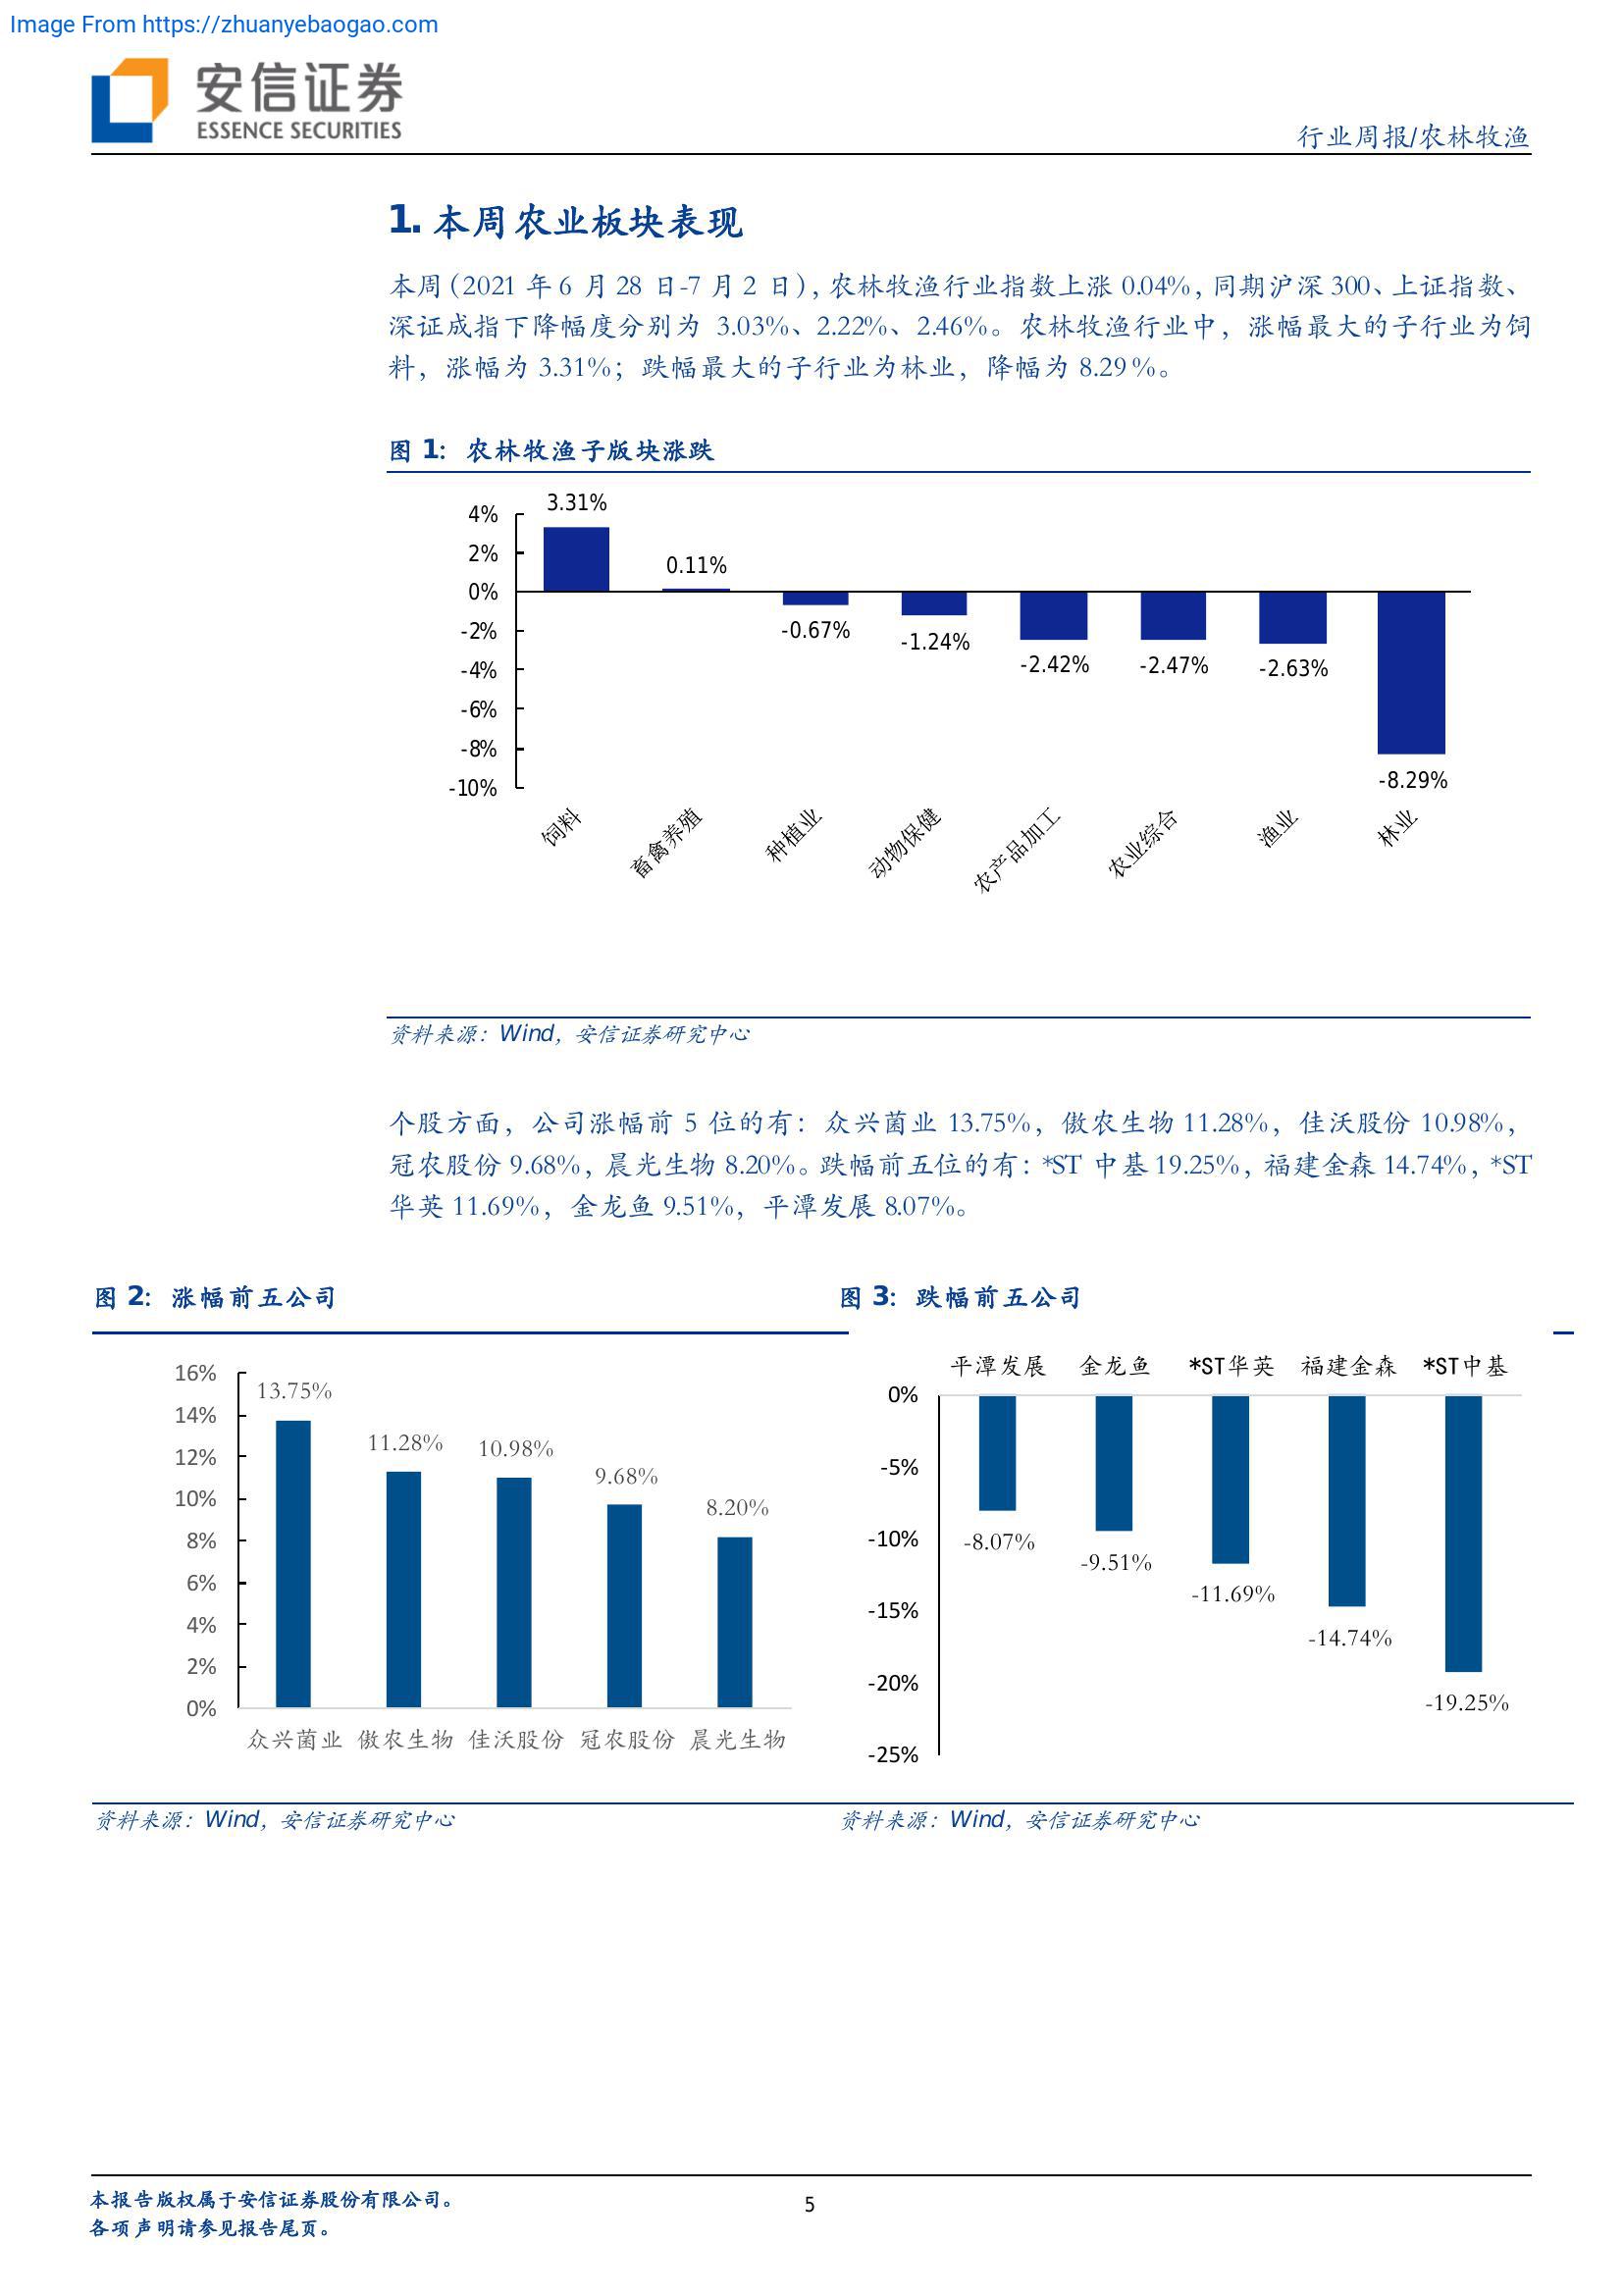 Image From https://zhuanyebaogao.com
安信证券
ESSENCE SECURITIES
行业周报/农林牧渔
1. 本周农业板块表现
本周（2021 年 6 月 28 日-7 月 2 日），农林牧渔行业指数上涨 0.04%，同期沪深 300、上证指数、
深证成指下降幅度分别为 3.03%、2.22%、2.46%。农林牧渔行业中，涨幅最大的子行业为饲
料，涨幅为 3.31%；跌幅最大的子行业为林业，降幅为 8.29%。
图 1：农林牧渔子版块涨跌
4%
2%
0%
-2%
-4%
-6%
-8%
-10%
3.31%
0.11%
-0.67%
-1.24%
-2.42%
-2.47%
-2.63%
-8.29%
饲料
畜禽养殖
种植业
动物保健
农产品加工
农业综合
渔业
林业
资料来源：Wind，安信证券研究中心
个股方面，公司涨幅前 5 位的有：众兴菌业 13.75%，傲农生物 11.28%，佳沃股份 10.98%，
冠农股份 9.68%，晨光生物 8.20%。跌幅前五位的有：*ST 中基 19.25%，福建金森 14.74%，*ST
华英 11.69%，金龙鱼 9.51%，平潭发展 8.07%。
图 2：涨幅前五公司
16%
14%
12%
10%
8%
6%
4%
2%
0%
13.75%
11.28%
10.98%
9.68%
8.20%
众兴菌业 傲农生物 佳沃股份 冠农股份 晨光生物
资料来源：Wind，安信证券研究中心
图 3：跌幅前五公司
平潭发展 金龙鱼 *ST华英 福建金森 *ST中基
0%
-5%
-10%
-15%
-20%
-25%
-8.07%
-9.51%
-11.69%
-14.74%
-19.25%
资料来源：Wind，安信证券研究中心
本报告版权属于安信证券股份有限公司。
各项声明请参见报告尾页。
5